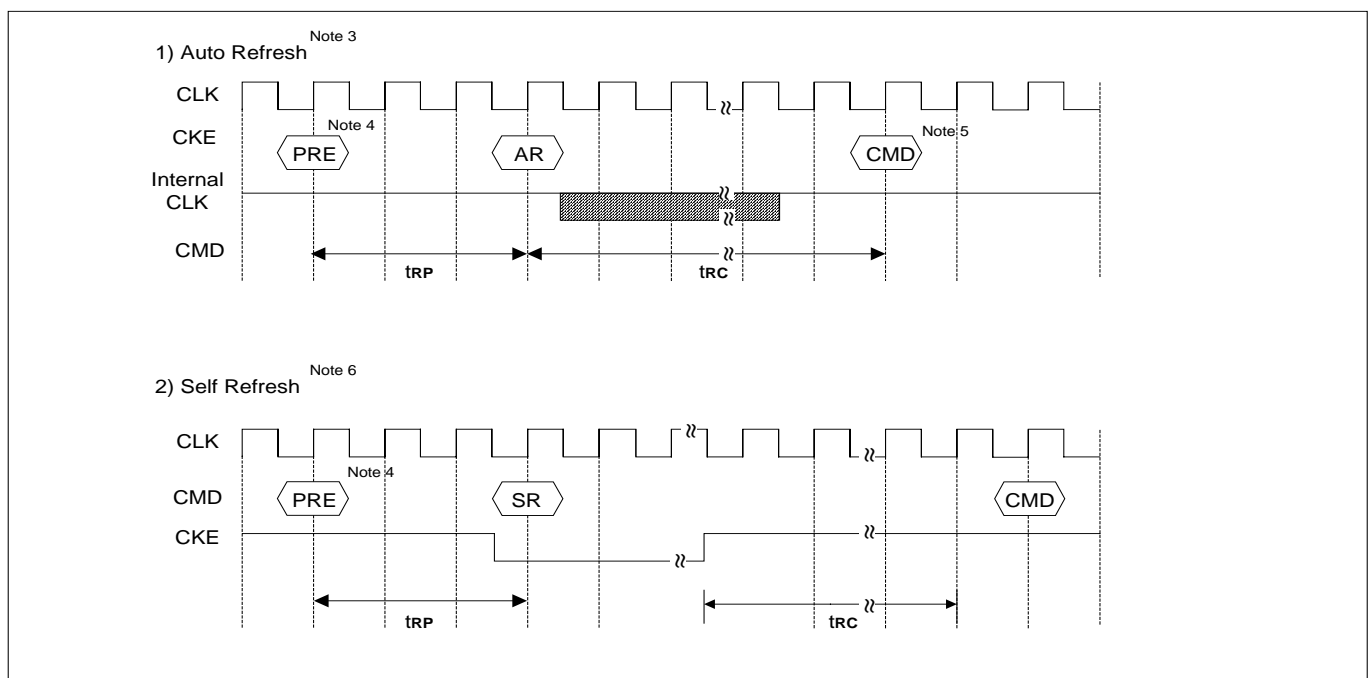 1) Auto Refresh Note 3
CLK
CKE
Note 4
Note 5
PRE
AR
CMD
Internal
CLK
CMD
tRP
tRC
2) Self Refresh Note 6
CLK
Note 4
CMD
PRE
SR
CMD
CKE
tRP
tRC